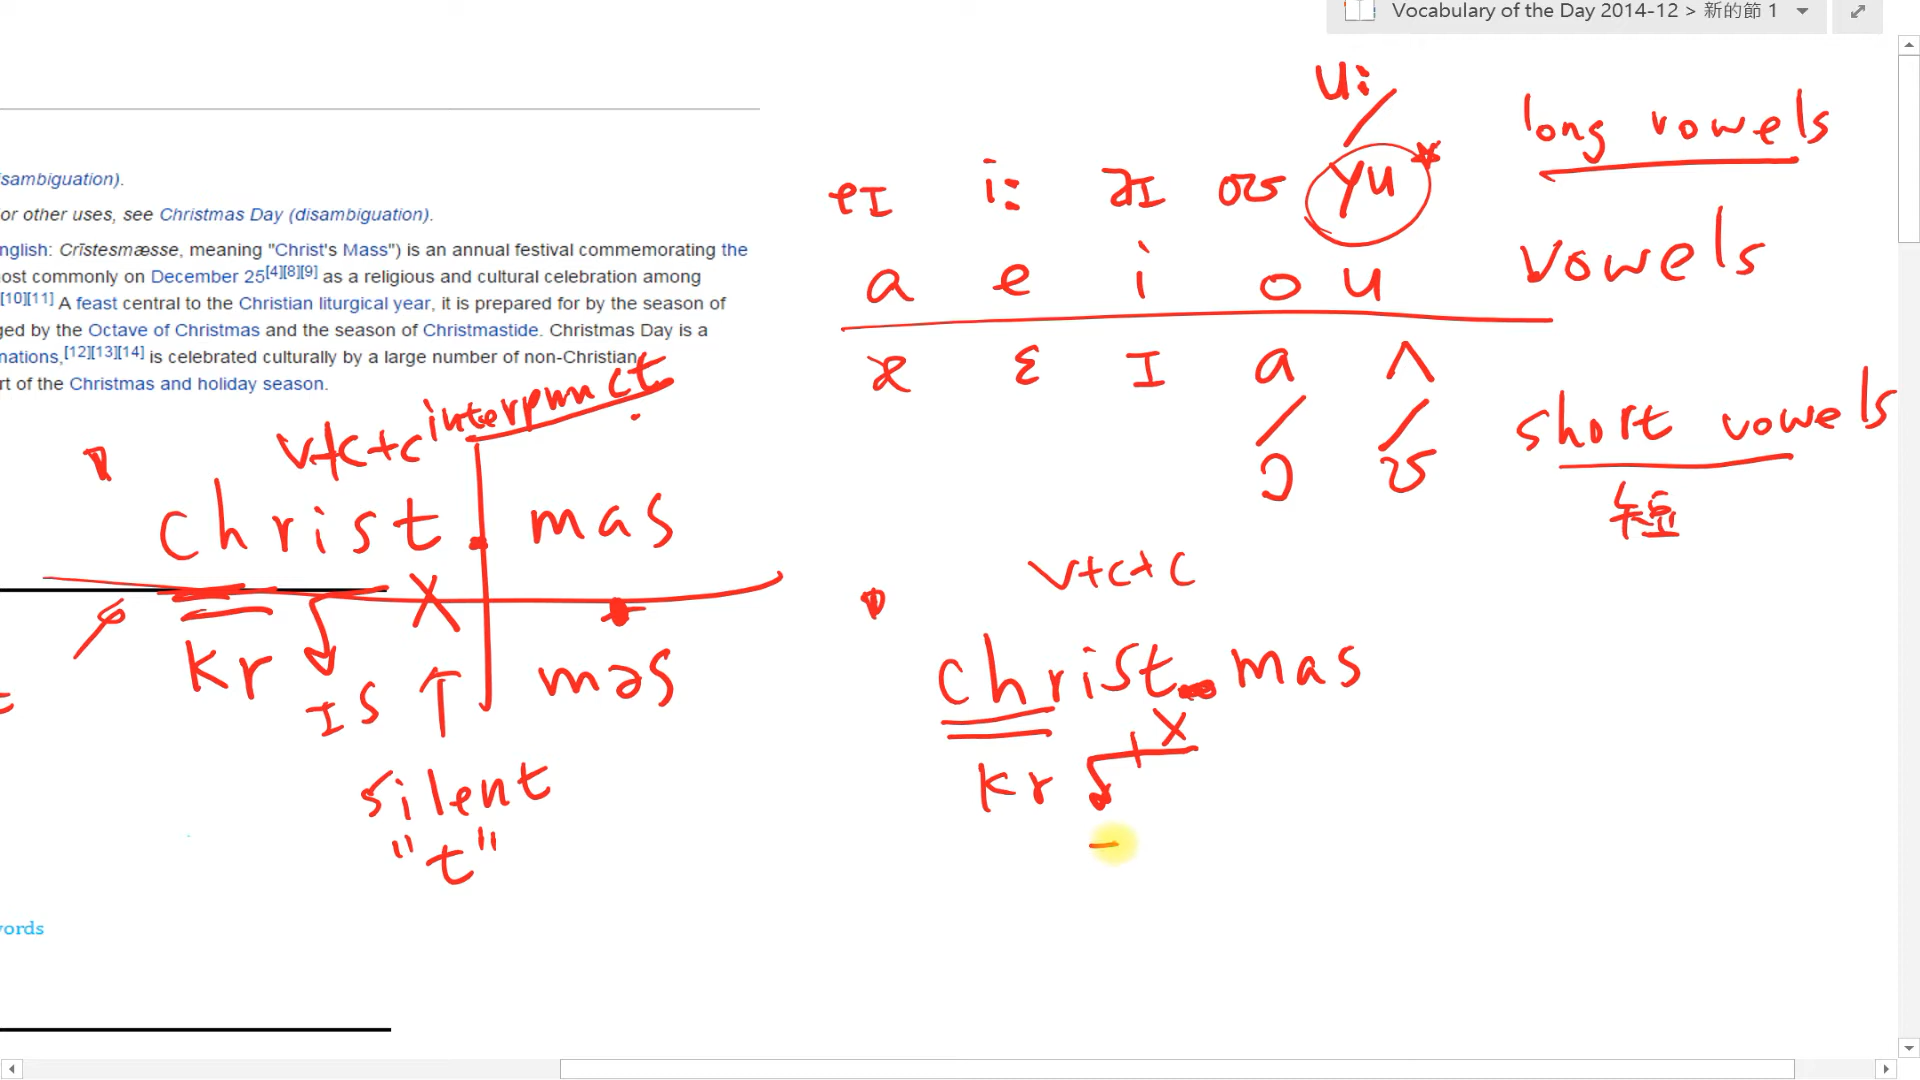 Vocabulary of the Day 2014-12 > 新的節 1
sambiguation).
or other uses, see Christmas Day (disambiguation).
nglish: Crīstesmæsse, meaning "Christ's Mass") is an annual festival commemorating the
ost commonly on December 25[4][8][9] as a religious and cultural celebration among
[10][11] A feast central to the Christian liturgical year, it is prepared for by the season of
ged by the Octave of Christmas and the season of Christmastide. Christmas Day is a
nations,[12][13][14] is celebrated culturally by a large number of non-Christian
rt of the Christmas and holiday season.
v+c+c interpunct
Christ.mas
kr ɪs məs
silent
"t"
words
u:
eɪ i: aɪ oʊ yu long vowels
a e i o u vowels
æ ɛ ɪ a ʌ short vowels
ɔ ʊ 短
v+c+c
Christ.mas
x
kr